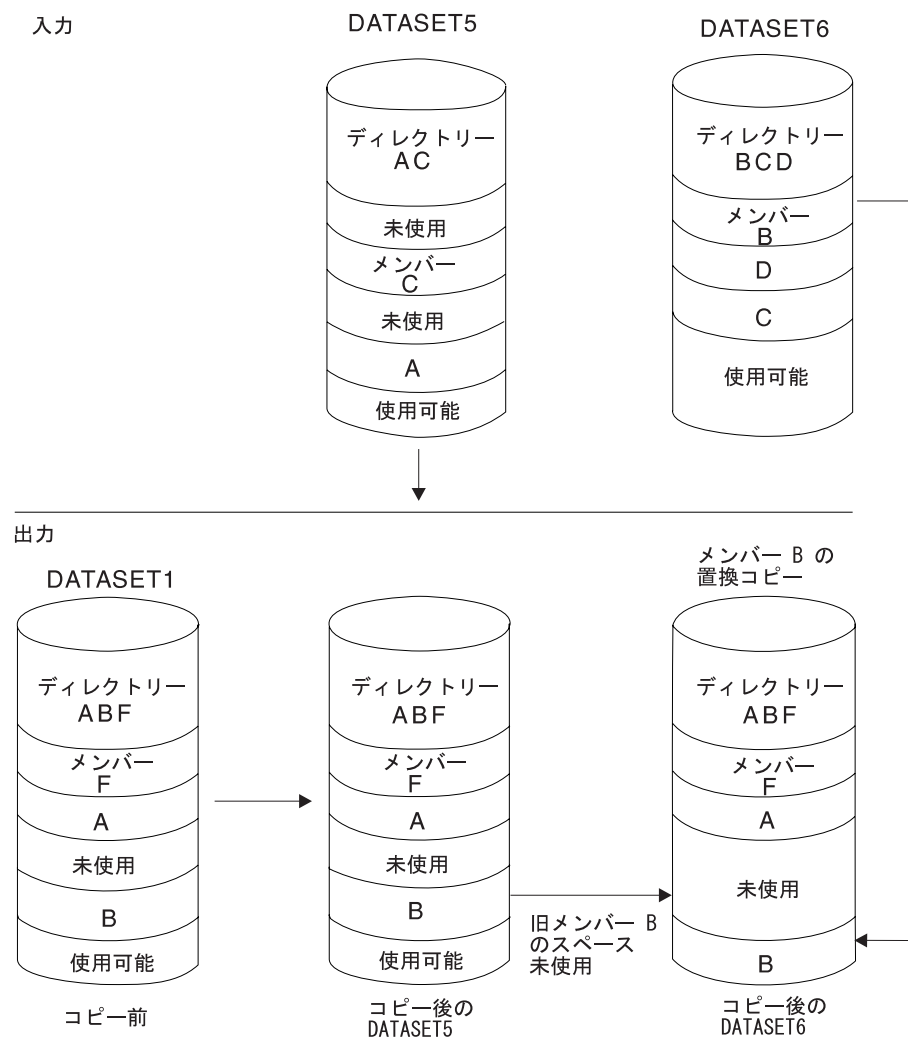 入力
DATASET5
ディレクトリー
AC
未使用
メンバー
C
未使用
A
使用可能
DATASET6
ディレクトリー
BCD
メンバー
B
D
C
使用可能
出力
DATASET1
ディレクトリー
ABF
メンバー
F
A
未使用
B
使用可能
コピー前
ディレクトリー
ABF
メンバー
F
A
未使用
B
使用可能
コピー後の
DATASET5
旧メンバー B
のスペース
未使用
メンバー B の
置換コピー
ディレクトリー
ABF
メンバー
F
A
未使用
B
コピー後の
DATASET6